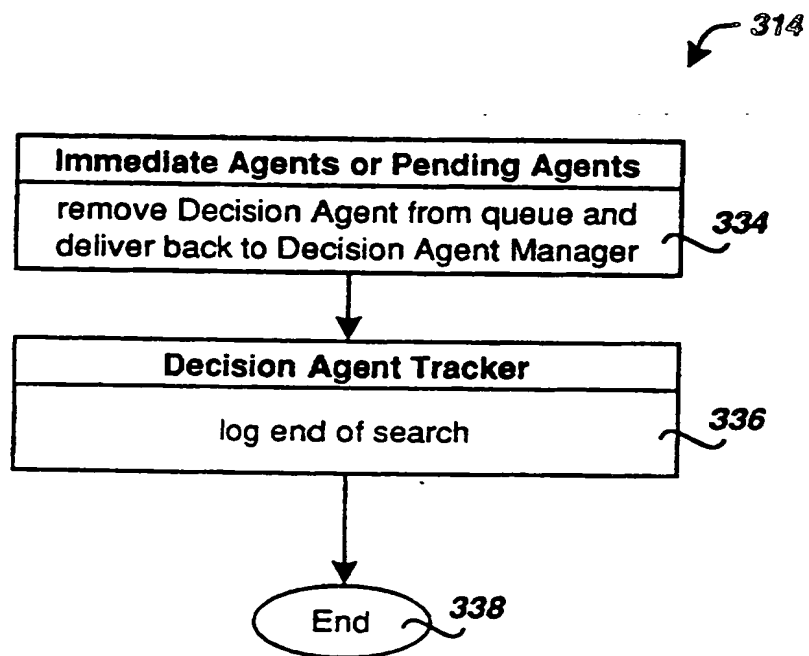 314
Immediate Agents or Pending Agents
remove Decision Agent from queue and
deliver back to Decision Agent Manager
334
Decision Agent Tracker
log end of search
336
End
338